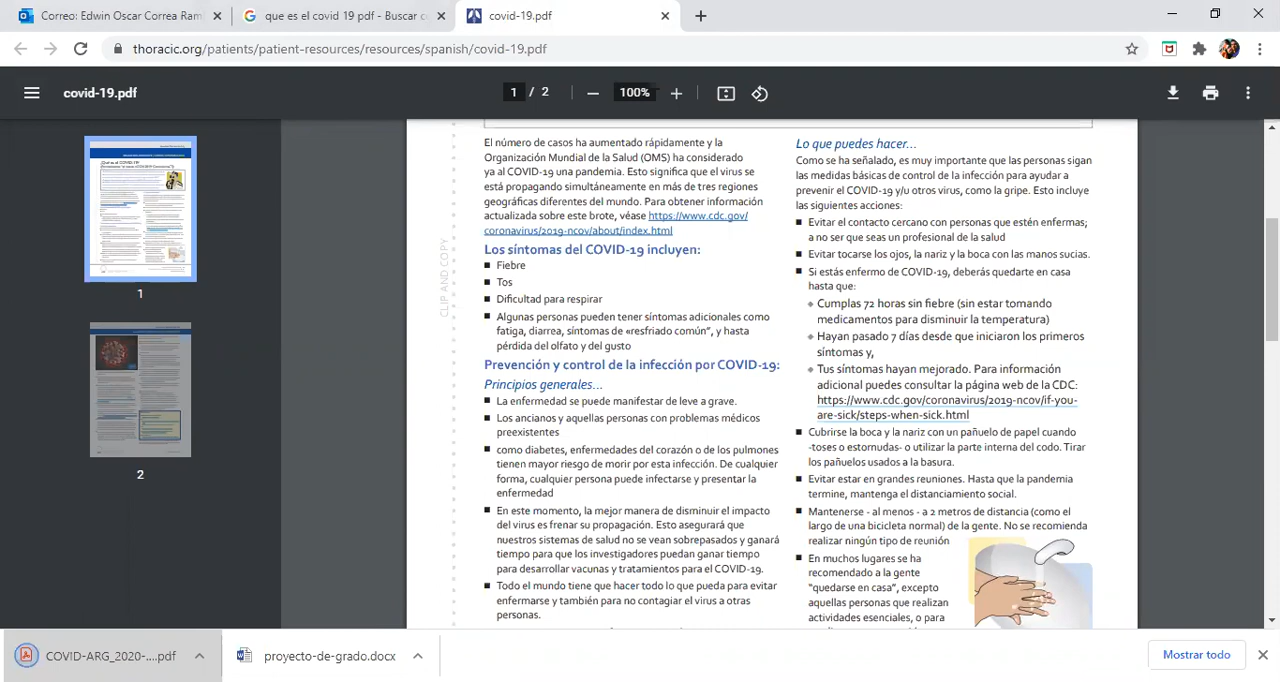 Correo: Edwin Oscar Correa Ram
que es el covid 19 pdf - Buscar c
covid-19.pdf
thoracic.org/patients/patient-resources/resources/spanish/covid-19.pdf
covid-19.pdf
1 / 2
100%
1
2
CLIP AND COPY
El número de casos ha aumentado rápidamente y la
Organización Mundial de la Salud (OMS) ha considerado
ya al COVID-19 una pandemia. Esto significa que el virus se
está propagando simultáneamente en más de tres regiones
geográficas diferentes del mundo. Para obtener información
actualizada sobre este brote, véase https://www.cdc.gov/
coronavirus/2019-ncov/about/index.html
Los síntomas del COVID-19 incluyen:
Fiebre
Tos
Dificultad para respirar
Algunas personas pueden tener síntomas adicionales como
fatiga, diarrea, síntomas de «resfriado común”, y hasta
pérdida del olfato y del gusto
Prevención y control de la infección por COVID-19:
Principios generales...
La enfermedad se puede manifestar de leve a grave.
Los ancianos y aquellas personas con problemas médicos
preexistentes
como diabetes, enfermedades del corazón o de los pulmones
tienen mayor riesgo de morir por esta infección. De cualquier
forma, cualquier persona puede infectarse y presentar la
enfermedad
En este momento, la mejor manera de disminuir el impacto
del virus es frenar su propagación. Esto asegurará que
nuestros sistemas de salud no se vean sobrepasados y ganará
tiempo para que los investigadores puedan ganar tiempo
para desarrollar vacunas y tratamientos para el COVID-19.
Todo el mundo tiene que hacer todo lo que pueda para evitar
enfermarse y también para no contagiar el virus a otras
personas.
Lo que puedes hacer...
Como se ha señalado, es muy importante que las personas sigan
las medidas básicas de control de la infección para ayudar a
prevenir el COVID-19 y/u otros virus, como la gripe. Esto incluye
las siguientes acciones:
Evitar el contacto cercano con personas que estén enfermas;
a no ser que seas un profesional de la salud
Evitar tocarse los ojos, la nariz y la boca con las manos sucias.
Si estás enfermo de COVID-19, deberás quedarte en casa
hasta que:
Cumplas 72 horas sin fiebre (sin estar tomando
medicamentos para disminuir la temperatura)
Hayan pasado 7 días desde que iniciaron los primeros
síntomas y,
Tus síntomas hayan mejorado. Para información
adicional puedes consultar la página web de la CDC:
https://www.cdc.gov/coronavirus/2019-ncov/if-you-
are-sick/steps-when-sick.html
Cubrirse la boca y la nariz con un pañuelo de papel cuando
-toses o estornudas- o utilizar la parte interna del codo. Tirar
los pañuelos usados a la basura.
Evitar estar en grandes reuniones. Hasta que la pandemia
termine, mantenga el distanciamiento social.
Mantenerse - al menos - a 2 metros de distancia (como el
largo de una bicicleta normal) de la gente. No se recomienda
realizar ningún tipo de reunión
En muchos lugares se ha
recomendado a la gente
“quedarse en casa”, excepto
aquellas personas que realizan
actividades esenciales, o para
COVID-ARG_2020-....pdf
proyecto-de-grado.docx
Mostrar todo